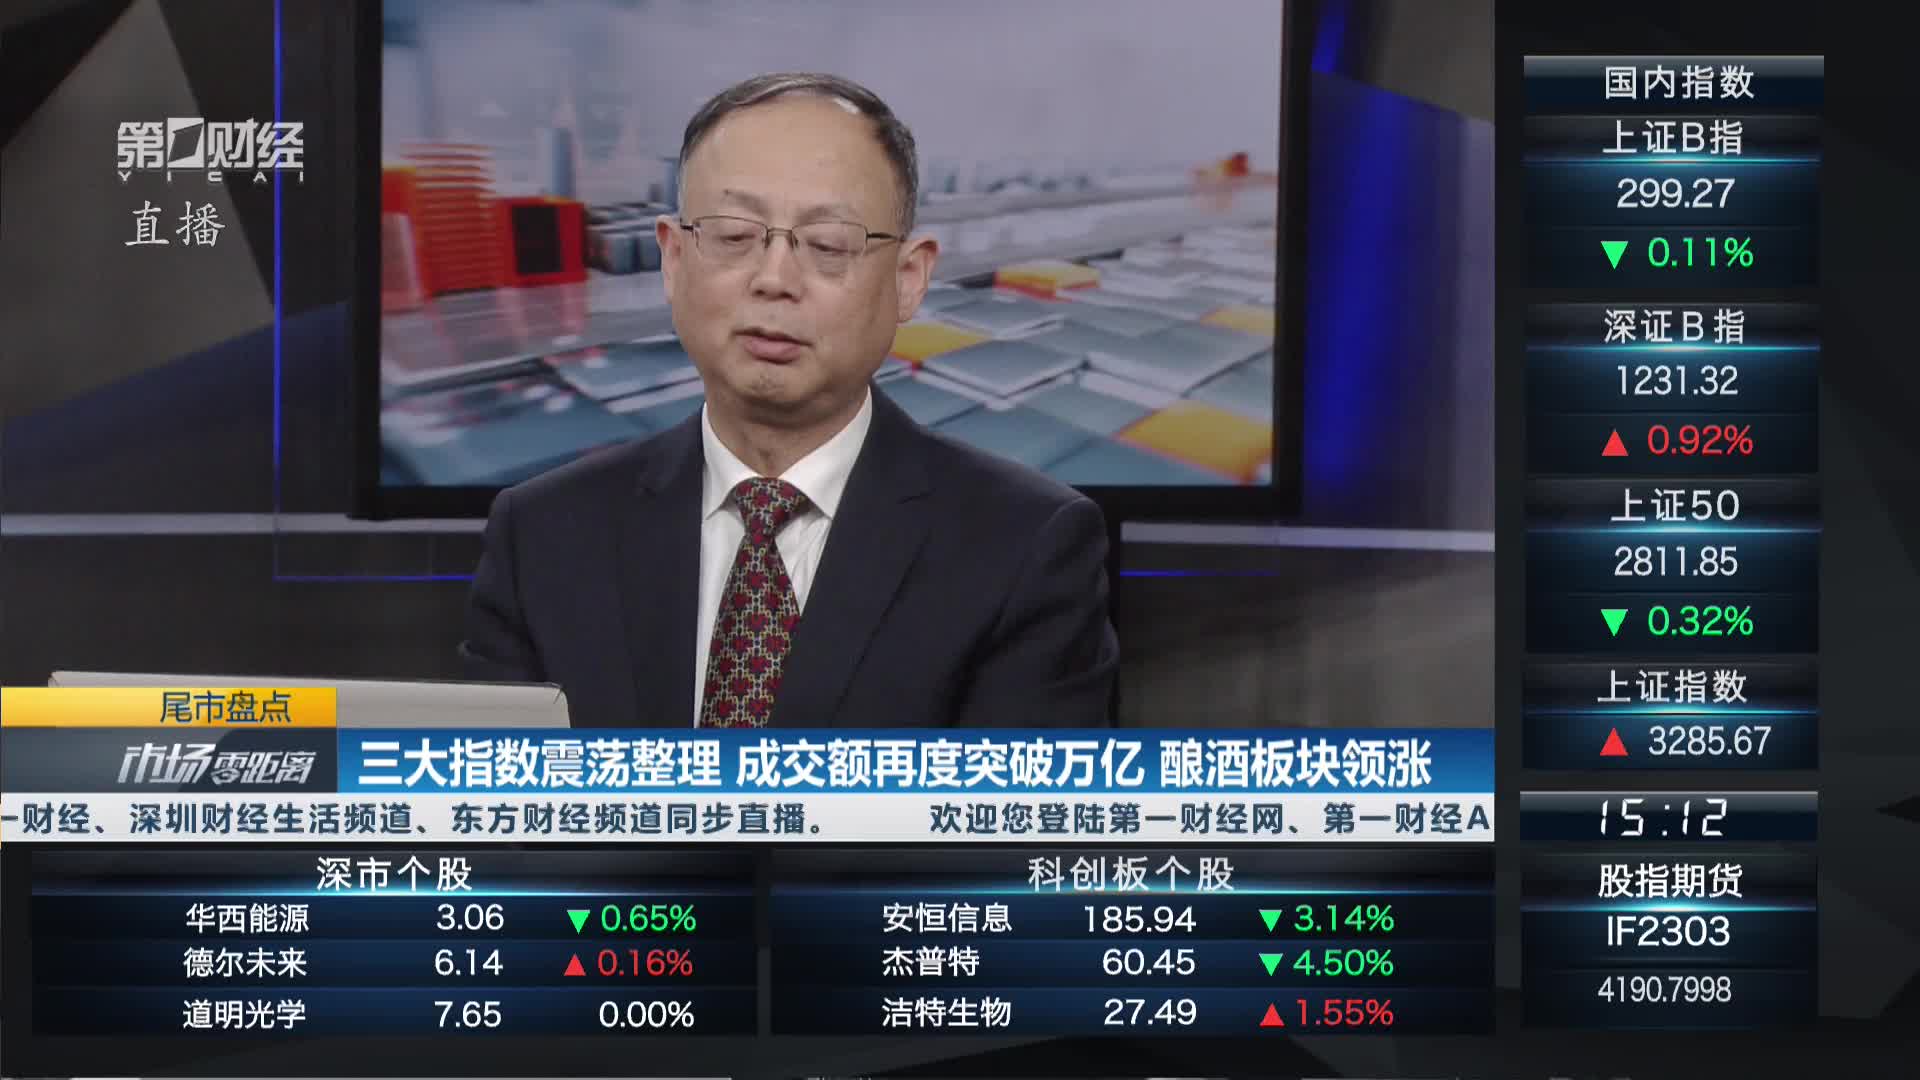 第一财经
YICAI
直播
国内指数
上证B指
299.27
▼ 0.11%
深证B指
1231.32
▲ 0.92%
上证50
2811.85
▼ 0.32%
上证指数
▲ 3285.67
15:12
股指期货
IF2303
4190.7998
尾市盘点
市场零距离
三大指数震荡整理 成交额再度突破万亿 酿酒板块领涨
一财经、深圳财经生活频道、东方财经频道同步直播。 欢迎您登陆第一财经网、第一财经A
深市个股
华西能源 3.06 ▼ 0.65%
德尔未来 6.14 ▲ 0.16%
道明光学 7.65 0.00%
科创板个股
安恒信息 185.94 ▼ 3.14%
杰普特 60.45 ▼ 4.50%
洁特生物 27.49 ▲ 1.55%